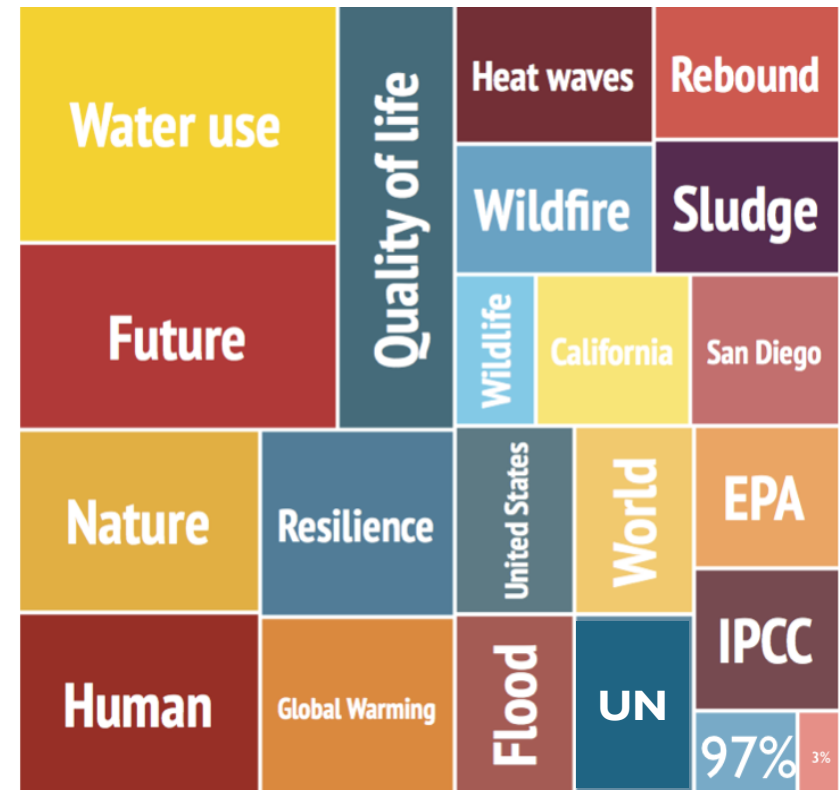 Water use
Quality of life
Heat waves
Rebound
Wildfire
Sludge
Future
Wildlife
California
San Diego
Nature
Resilience
United States
World
EPA
IPCC
Human
Global Warming
Flood
UN
97%
3%